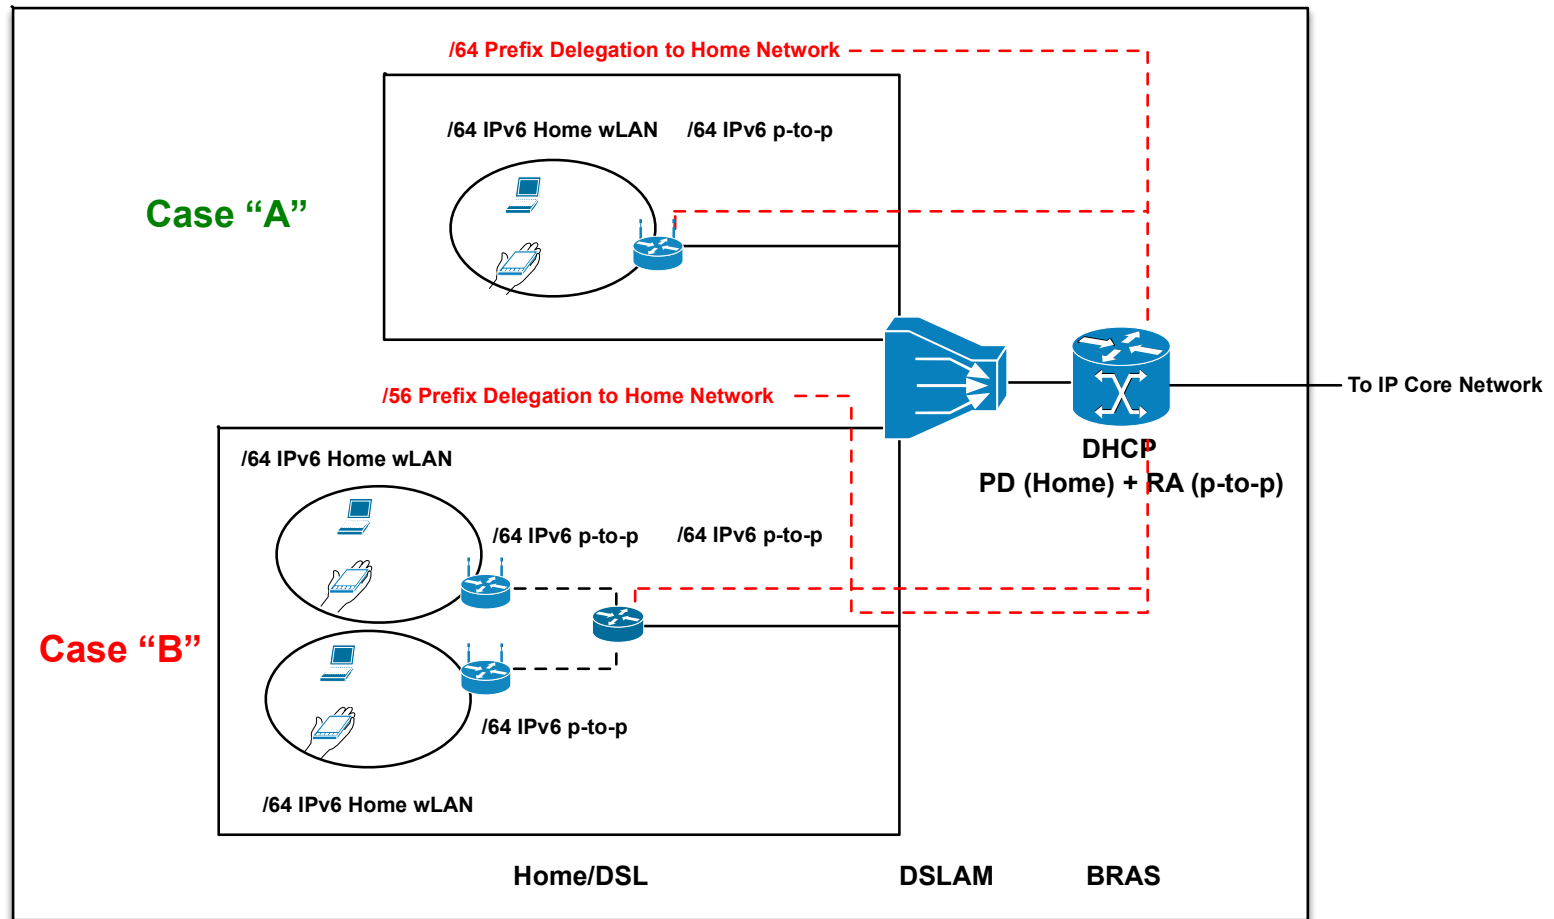 /64 Prefix Delegation to Home Network
/64 IPv6 Home wLAN
/64 IPv6 p-to-p
Case “A”
To IP Core Network
/56 Prefix Delegation to Home Network
DHCP
PD (Home) + RA (p-to-p)
/64 IPv6 Home wLAN
/64 IPv6 p-to-p
/64 IPv6 p-to-p
Case “B”
/64 IPv6 p-to-p
/64 IPv6 Home wLAN
Home/DSL
DSLAM
BRAS